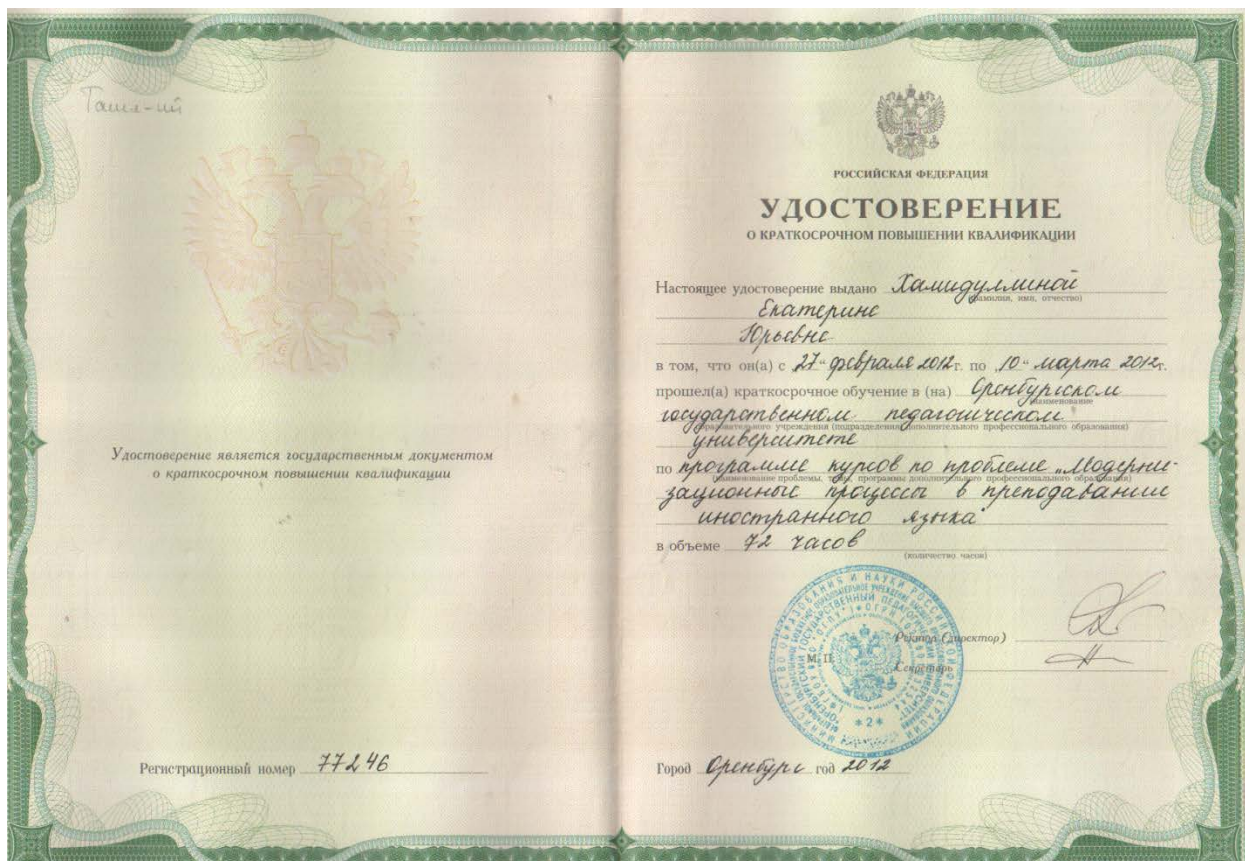 Удостоверение является государственным документом
о краткосрочном повышении квалификации
Регистрационный номер 77246
РОССИЙСКАЯ ФЕДЕРАЦИЯ
УДОСТОВЕРЕНИЕ
О КРАТКОСРОЧНОМ ПОВЫШЕНИИ КВАЛИФИКАЦИИ
Настоящее удостоверение выдано Хамидуллиной
(фамилия, имя, отчество)
Екатерине
Юрьевне
в том, что он(а) с 27 “ февраля 2012 г. по „ 10 “ марта 2012 г.
прошел(а) краткосрочное обучение в (на) Оренбургском
(наименование
государственном педагогическом
образовательного учреждения (подразделения) дополнительного профессионального образования)
университете
по программе курсов по проблеме „Модерни-
(наименование проблемы, темы, программы дополнительного профессионального образования)
зационные процессы в преподавании
иностранного языка“
в объеме 72 часов
(количество часов)
Ректор (директор)
М. П.
Секретарь
Город Оренбург год 2012